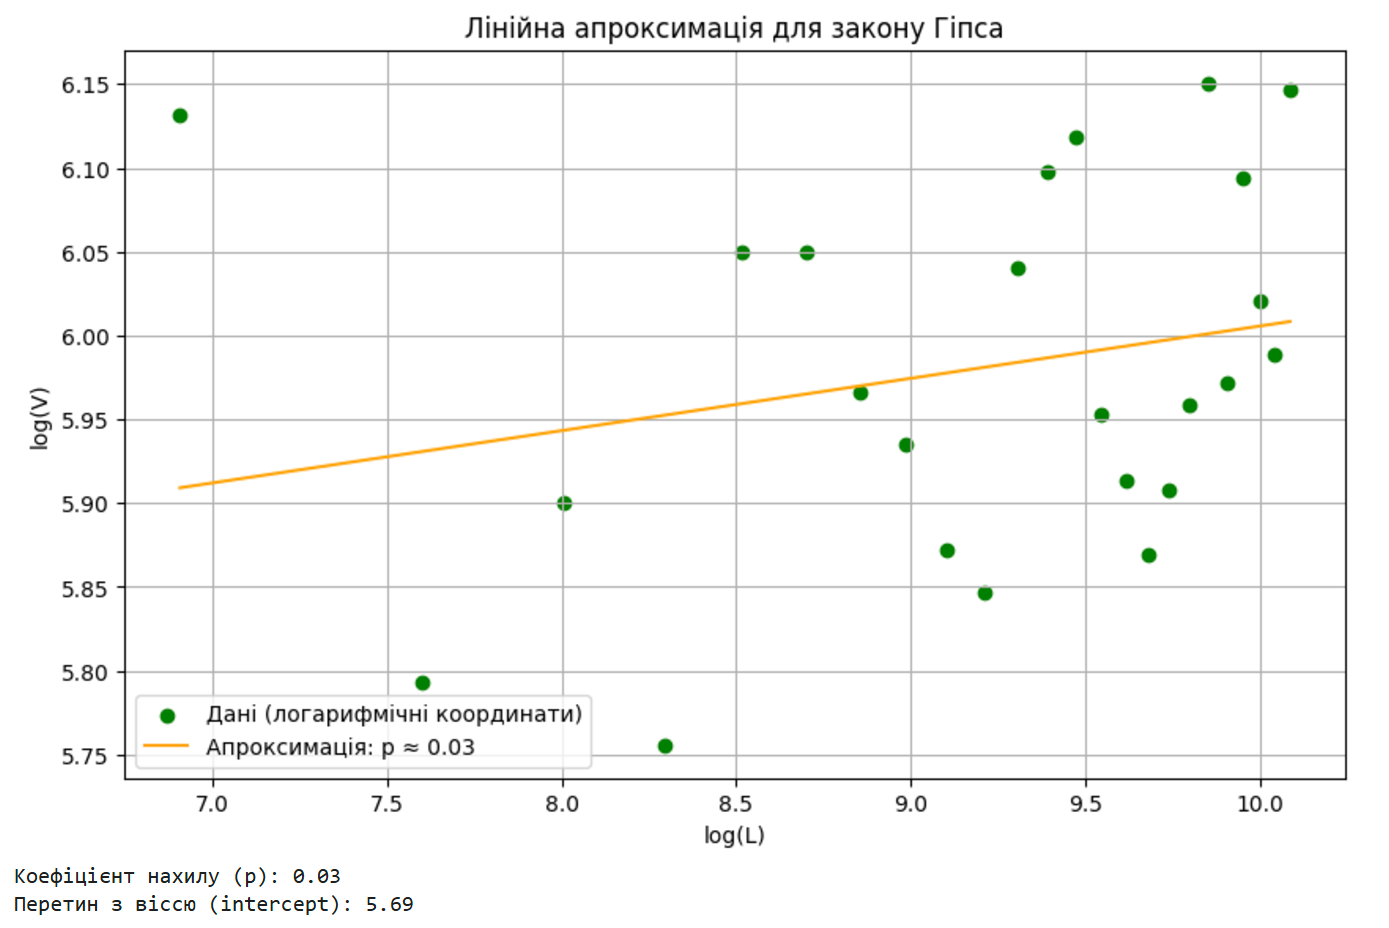 Лінійна апроксимація для закону Гіпса
6.15
6.10
6.05
6.00
5.95
5.90
5.85
5.80
5.75
log(V)
Дані (логарифмічні координати)
Апроксимація: p ≈ 0.03
7.0 7.5 8.0 8.5 9.0 9.5 10.0
log(L)
Коефіцієнт нахилу (p): 0.03
Перетин з віссю (intercept): 5.69